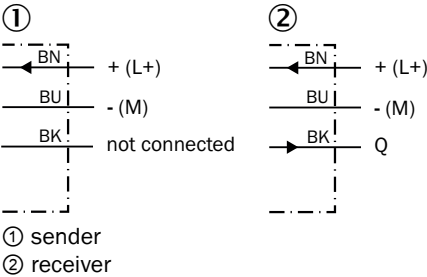 ① ②
BN + (L+) BN + (L+)
BU - (M) BU - (M)
BK not connected BK Q
① sender
② receiver